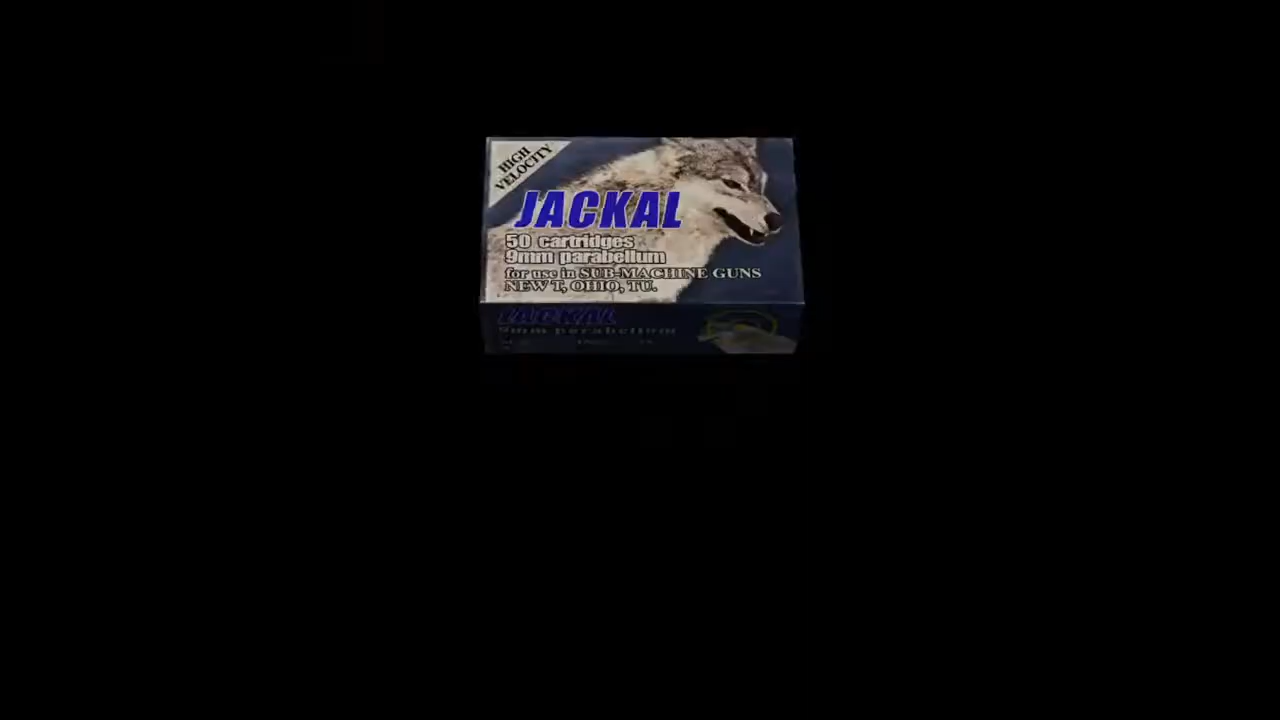 HIGH
VELOCITY
JACKAL
50 cartridges
9mm parabellum
for use in SUB-MACHINE GUNS
NEW T, OHIO, TU.
JACKAL
9mm parabellum